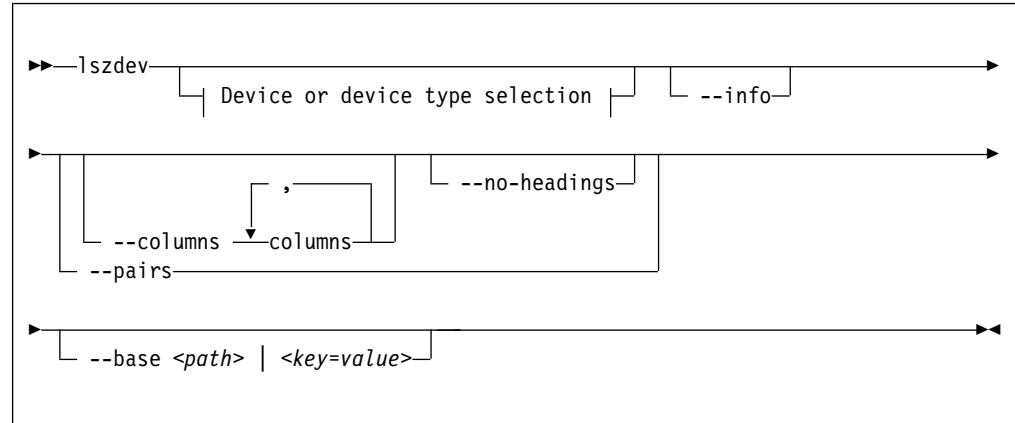 lszdev
Device or device type selection
--info
,
--columns columns
--no-headings
--pairs
--base <path> | <key=value>